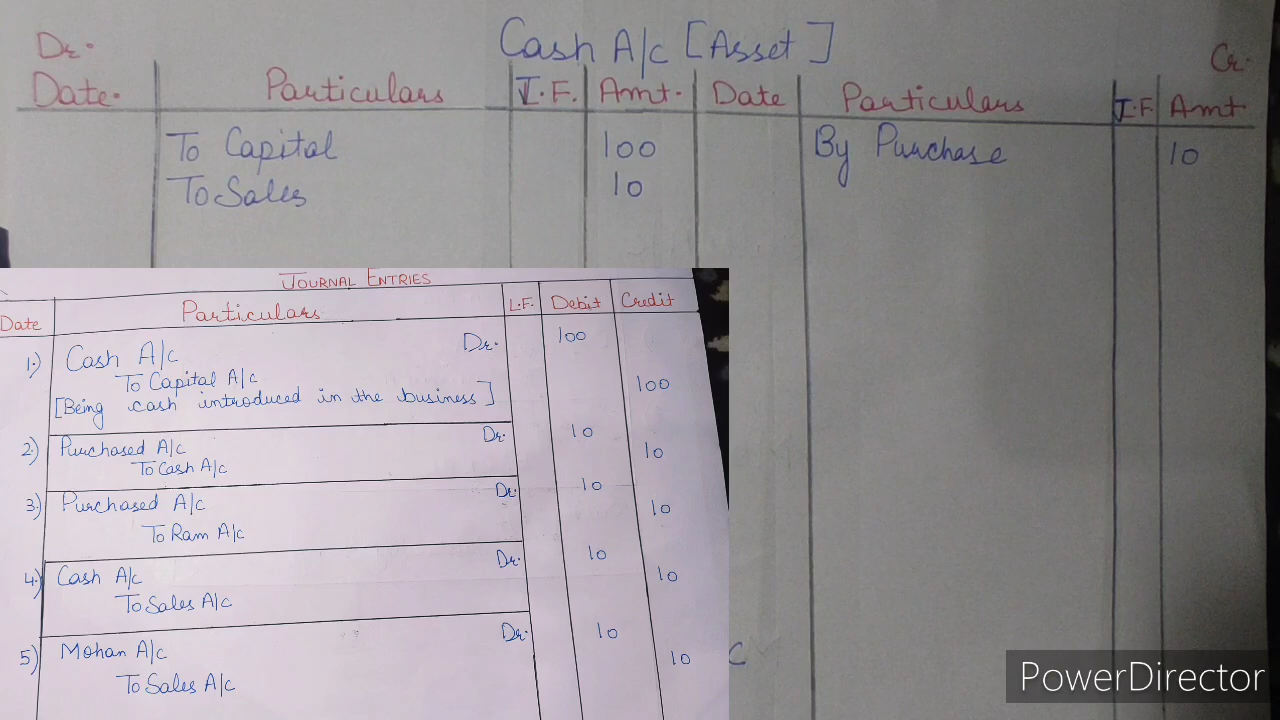 Cash A/c [Asset]
Dr. Cr.
Date. Particulars I.F. Amt. Date Particulars I.F. Amt
To Capital 100 By Purchase 10
To Sales 10
JOURNAL ENTRIES
Date Particulars L.F. Debit Credit
1.) Cash A/c Dr. 100
To Capital A/c 100
[Being cash introduced in the business]
2.) Purchased A/c Dr. 10
To Cash A/c 10
3.) Purchased A/c Dr. 10
To Ram A/c 10
4.) Cash A/c Dr. 10
To Sales A/c 10
5) Mohan A/c Dr. 10
To Sales A/c 10
C
PowerDirector